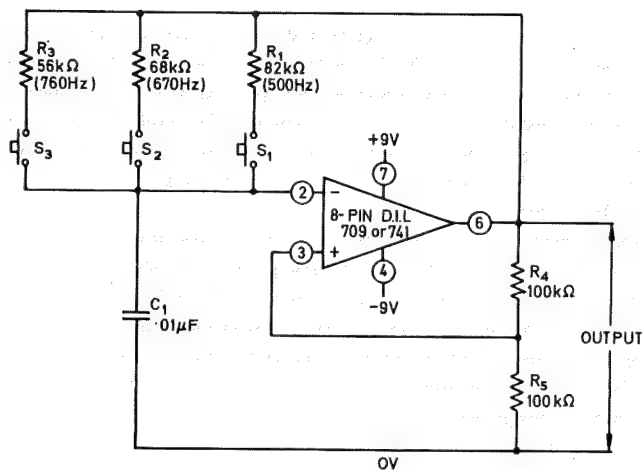 R3
56kΩ
(760Hz)
R2
68kΩ
(670Hz)
R1
82kΩ
(500Hz)
S3
S2
S1
+9V
7
2
-
8-PIN D.I.L
709 or 741
6
3
+
4
-9V
R4
100kΩ
C1
.01µF
OUTPUT
R5
100kΩ
0V